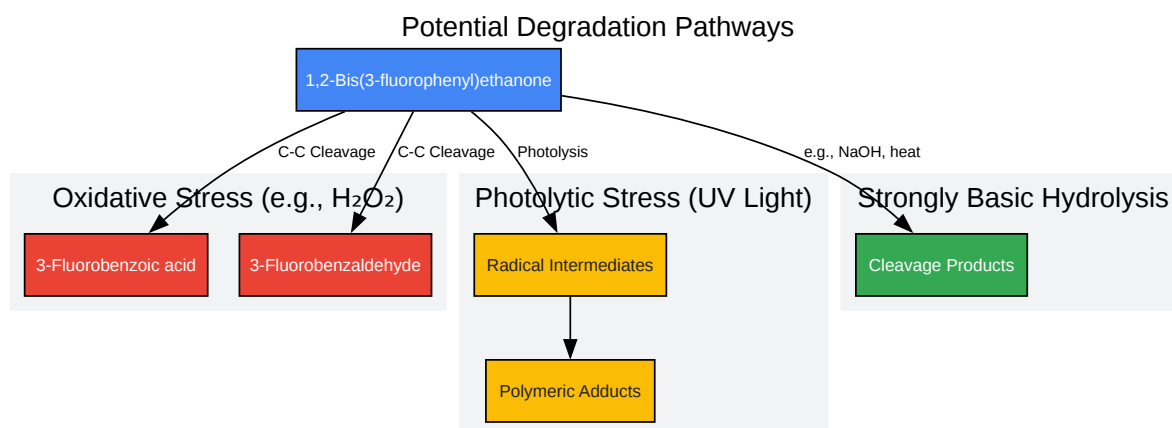 Potential Degradation Pathways
1,2-Bis(3-fluorophenyl)ethanone
C-C Cleavage
C-C Cleavage
Photolysis
e.g., NaOH, heat
Oxidative Stress (e.g., H₂O₂)
Photolytic Stress (UV Light)
Strongly Basic Hydrolysis
3-Fluorobenzoic acid
3-Fluorobenzaldehyde
Radical Intermediates
Cleavage Products
Polymeric Adducts